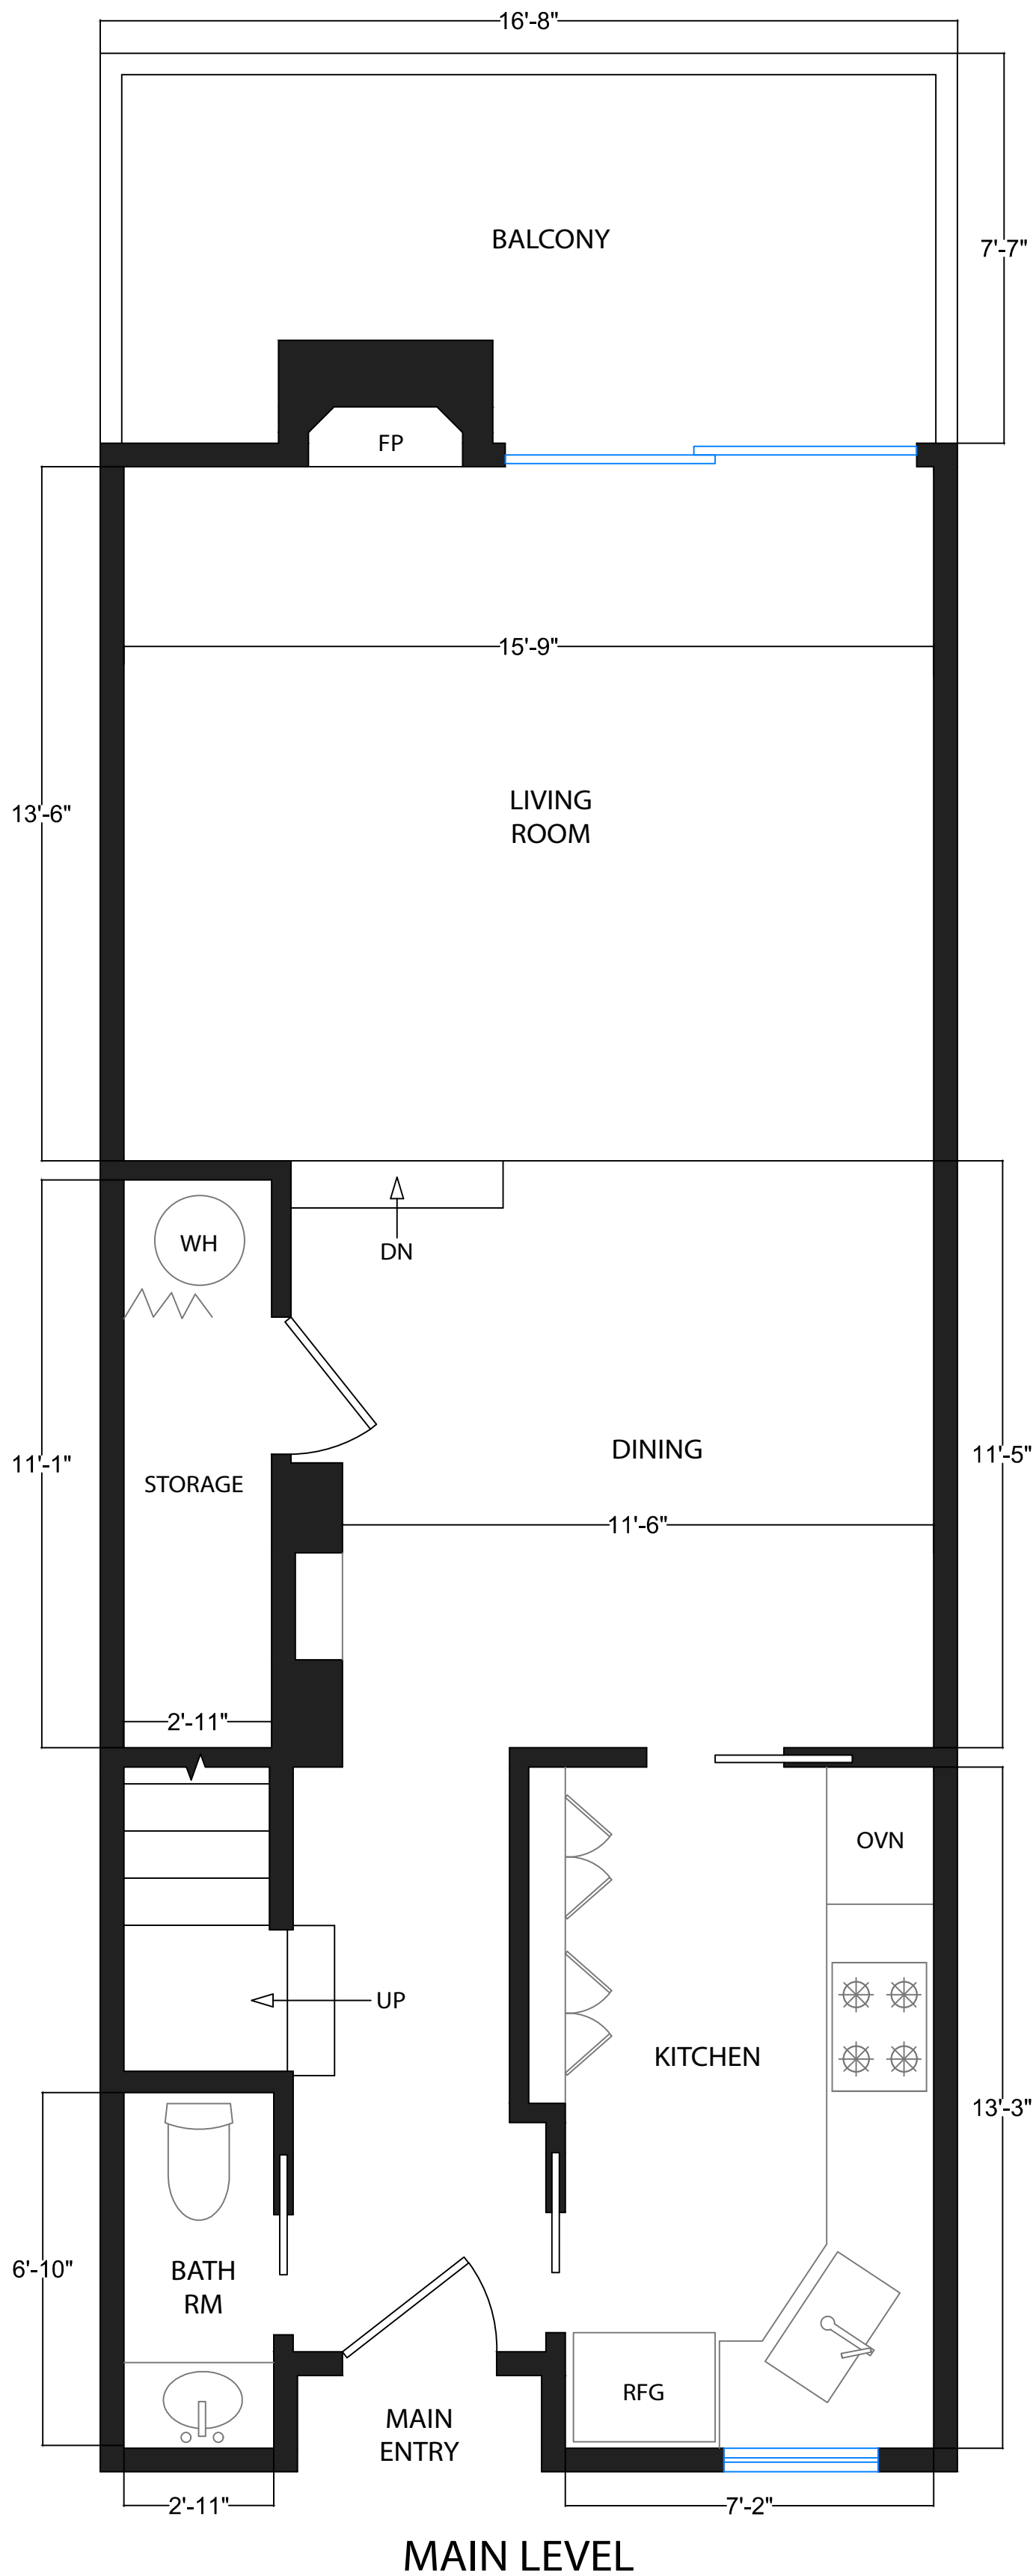 16'-8"
BALCONY
7'-7"
FP
15'-9"
LIVING
ROOM
13'-6"
WH
DN
DINING
11'-1"
STORAGE
11'-5"
11'-6"
2'-11"
OVN
UP
KITCHEN
13'-3"
6'-10"
BATH
RM
RFG
MAIN
ENTRY
2'-11"
7'-2"
MAIN LEVEL